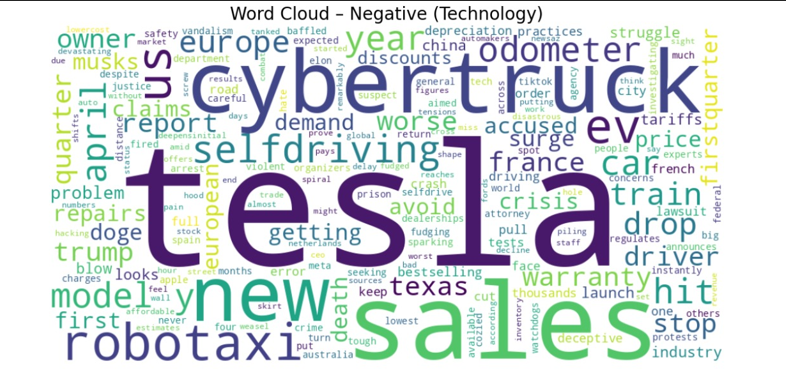 Word Cloud – Negative (Technology)
lowercost vandalism tanked baffled year depreciation practices struggle
owner safety market europe expected started automakers newsz sight
devastating musks us department elon combat china odometer much
due despite screw results remarkably discounts general tech tiktok agency think investigating
quarter april justice without cybertruck figures across order putting work city firstquarter
claims road careful suspect aimed tensions disastrous
auto report days hate demand worse accused surge ev tariffs
shifts distance deepensinitial prove global return cross miss spot car price
status fired amid selfdriving pays shape france people say experts
problem offers arrest european violent organizers delay fudged driving concerns french
numbers hood end spiral selfdrive reaches crash world train
repairs pain trade prison avoid crisis fords hole lawsuit federal
hacking doge stock almost tesla might dealerships attorney drop big
trump full spain getting netherlands fudging sparking pull tests decline piling staff regulates announces
blow looks ceo worst face driver
charges hour street months error meta seeking bad bestselling warranty instantly
model y apple new skirt sources keep texas cut thousands launch set hit revenue
feel wall death lowest sales available cozied according inventory watchdogs one others
first affordable never four weasel crime tough deceptive stop protests
estimates robotaxi put turn australia industry